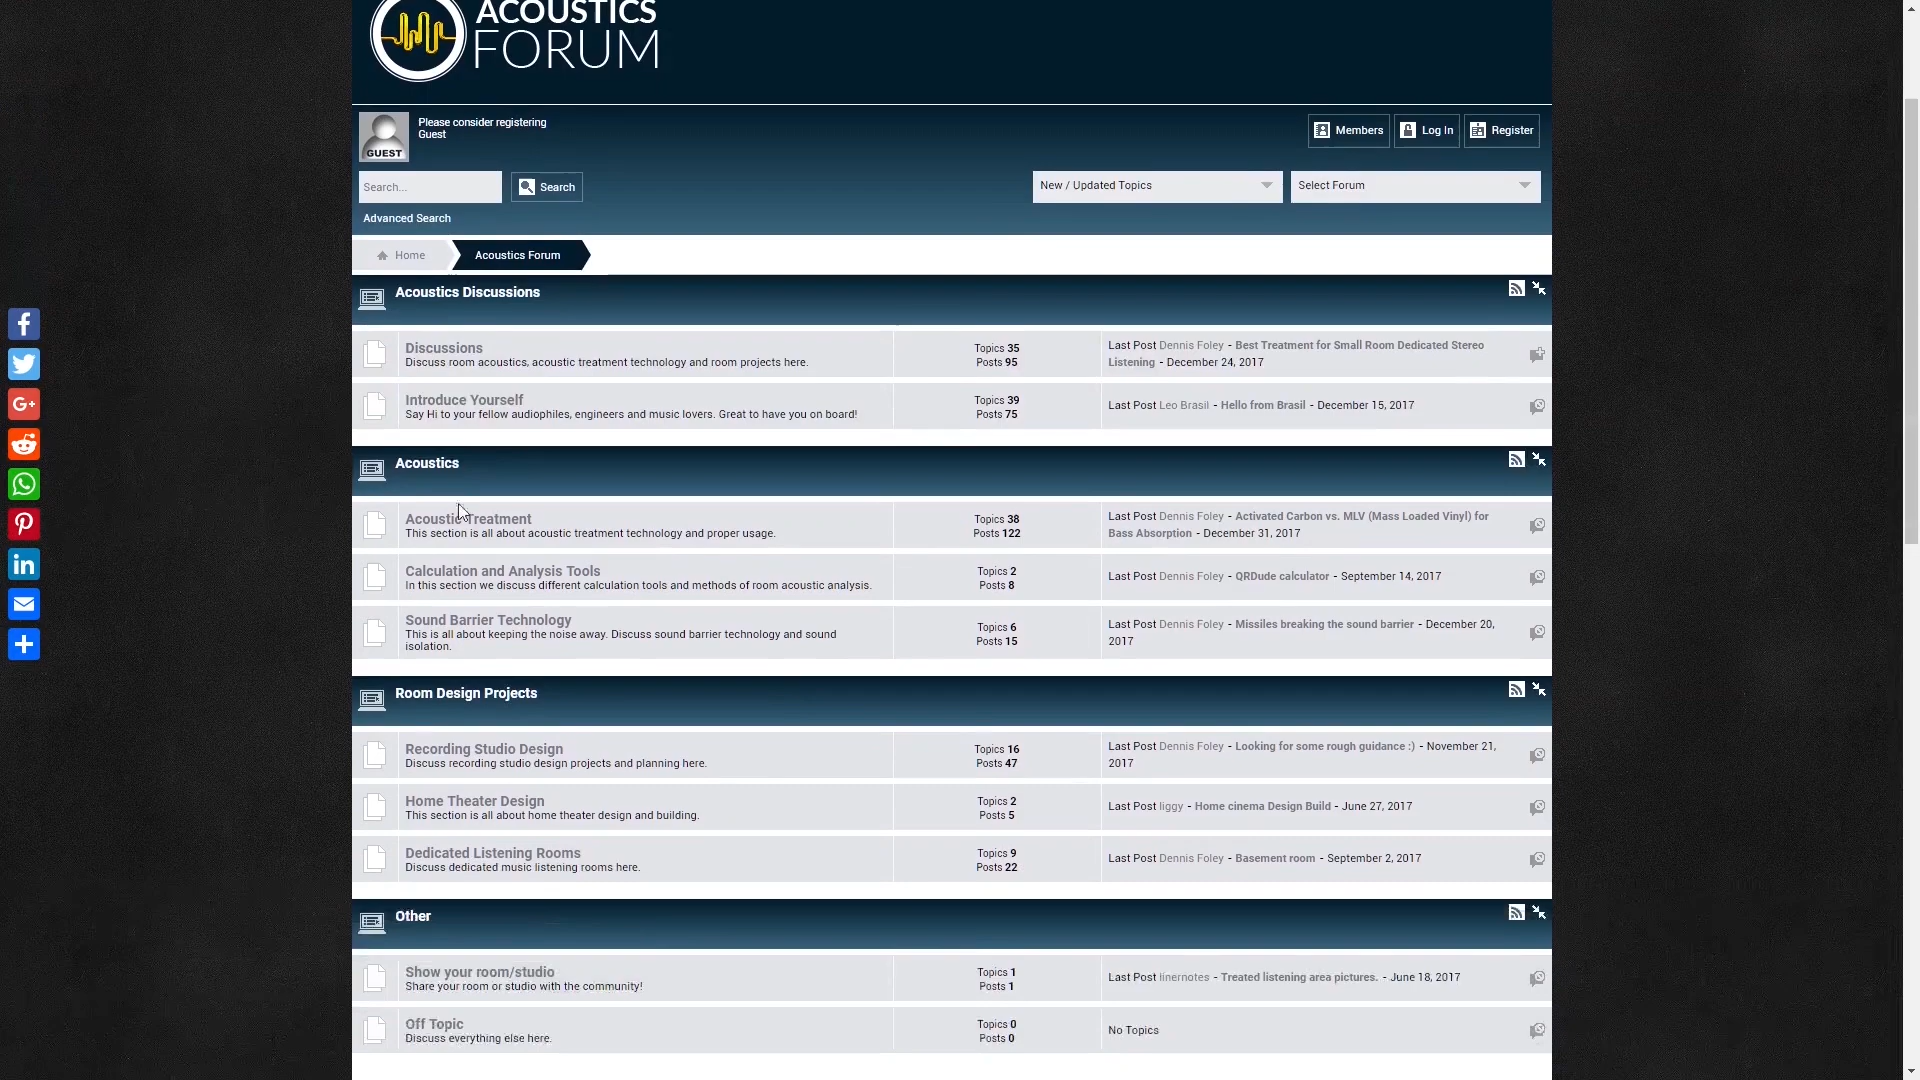 ACOUSTICS
FORUM
Please consider registering
Guest
GUEST
Members
Log In
Register
Search...
Search
New / Updated Topics
Select Forum
Advanced Search
Home
Acoustics Forum
Acoustics Discussions
Discussions
Discuss room acoustics, acoustic treatment technology and room projects here.
Topics 35
Posts 95
Last Post Dennis Foley - Best Treatment for Small Room Dedicated Stereo
Listening - December 24, 2017
Introduce Yourself
Say Hi to your fellow audiophiles, engineers and music lovers. Great to have you on board!
Topics 39
Posts 75
Last Post Leo Brasil - Hello from Brasil - December 15, 2017
Acoustics
Acoustic Treatment
This section is all about acoustic treatment technology and proper usage.
Topics 38
Posts 122
Last Post Dennis Foley - Activated Carbon vs. MLV (Mass Loaded Vinyl) for
Bass Absorption - December 31, 2017
Calculation and Analysis Tools
In this section we discuss different calculation tools and methods of room acoustic analysis.
Topics 2
Posts 8
Last Post Dennis Foley - QRDude calculator - September 14, 2017
Sound Barrier Technology
This is all about keeping the noise away. Discuss sound barrier technology and sound
isolation.
Topics 6
Posts 15
Last Post Dennis Foley - Missiles breaking the sound barrier - December 20,
2017
Room Design Projects
Recording Studio Design
Discuss recording studio design projects and planning here.
Topics 16
Posts 47
Last Post Dennis Foley - Looking for some rough guidance :) - November 21,
2017
Home Theater Design
This section is all about home theater design and building.
Topics 2
Posts 5
Last Post liggy - Home cinema Design Build - June 27, 2017
Dedicated Listening Rooms
Discuss dedicated music listening rooms here.
Topics 9
Posts 22
Last Post Dennis Foley - Basement room - September 2, 2017
Other
Show your room/studio
Share your room or studio with the community!
Topics 1
Posts 1
Last Post linernotes - Treated listening area pictures. - June 18, 2017
Off Topic
Discuss everything else here.
Topics 0
Posts 0
No Topics